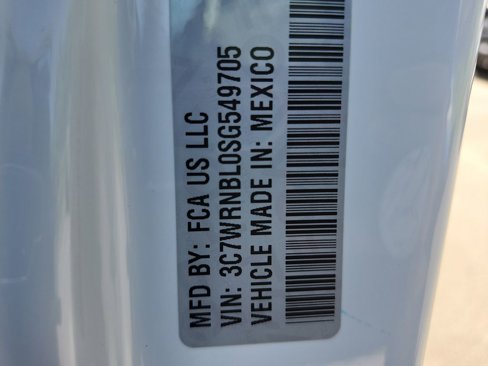 MFD BY: FCA US LLC
VIN: 3C7WRNBL0SG549705
VEHICLE MADE IN: MEXICO